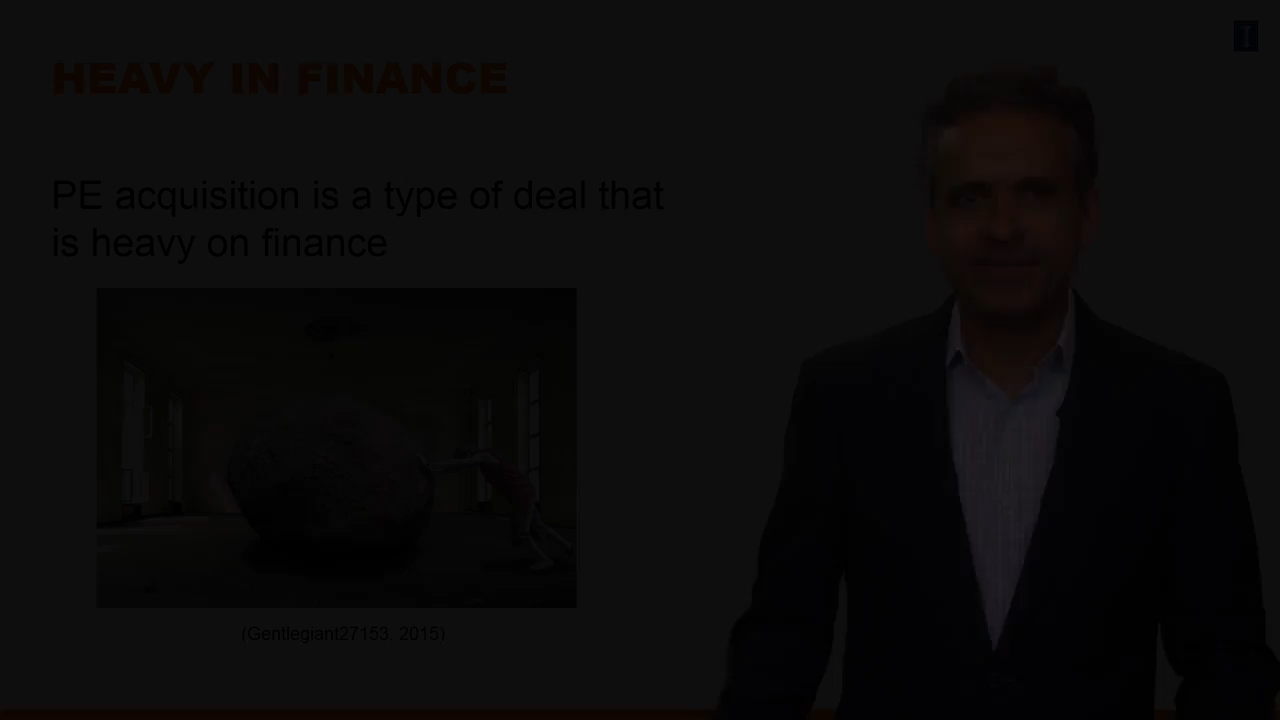 HEAVY IN FINANCE
PE acquisition is a type of deal that
is heavy on finance
(Gentlegiant27153, 2015)